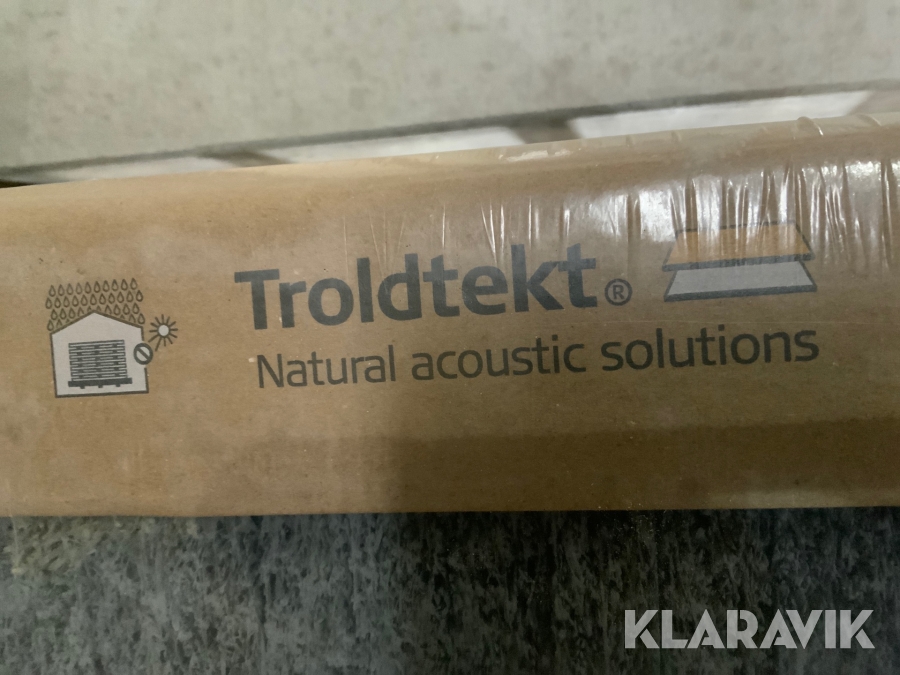 Troldtekt®
Natural acoustic solutions
KLARAVIK